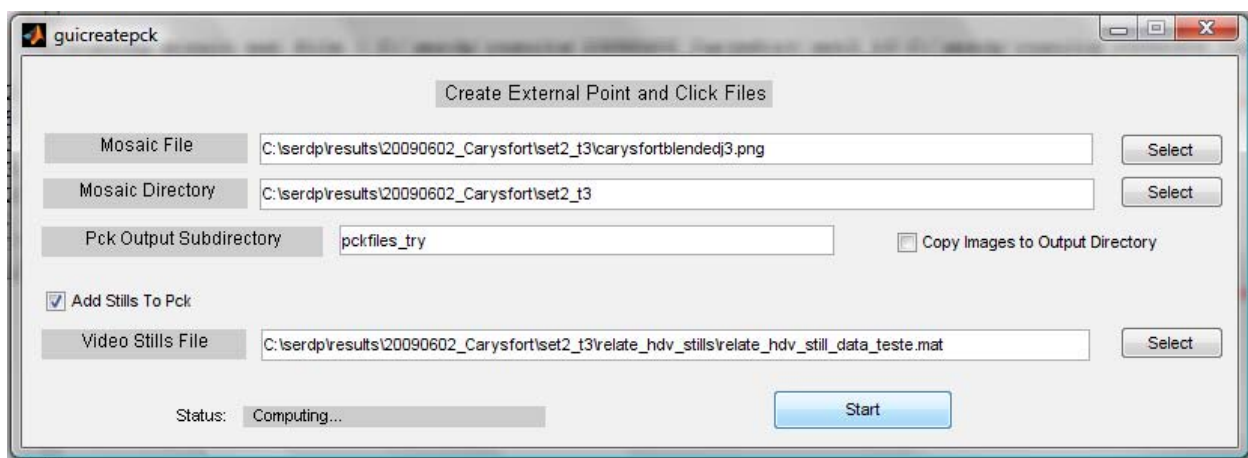 guicreatepck
Create External Point and Click Files
Mosaic File C:\serdp\results\20090602_Carysfort\set2_t3\carysfortblendedj3.png Select
Mosaic Directory C:\serdp\results\20090602_Carysfort\set2_t3 Select
Pck Output Subdirectory pckfiles_try Copy Images to Output Directory
Add Stills To Pck
Video Stills File C:\serdp\results\20090602_Carysfort\set2_t3\relate_hdv_stills\relate_hdv_still_data_teste.mat Select
Status: Computing... Start